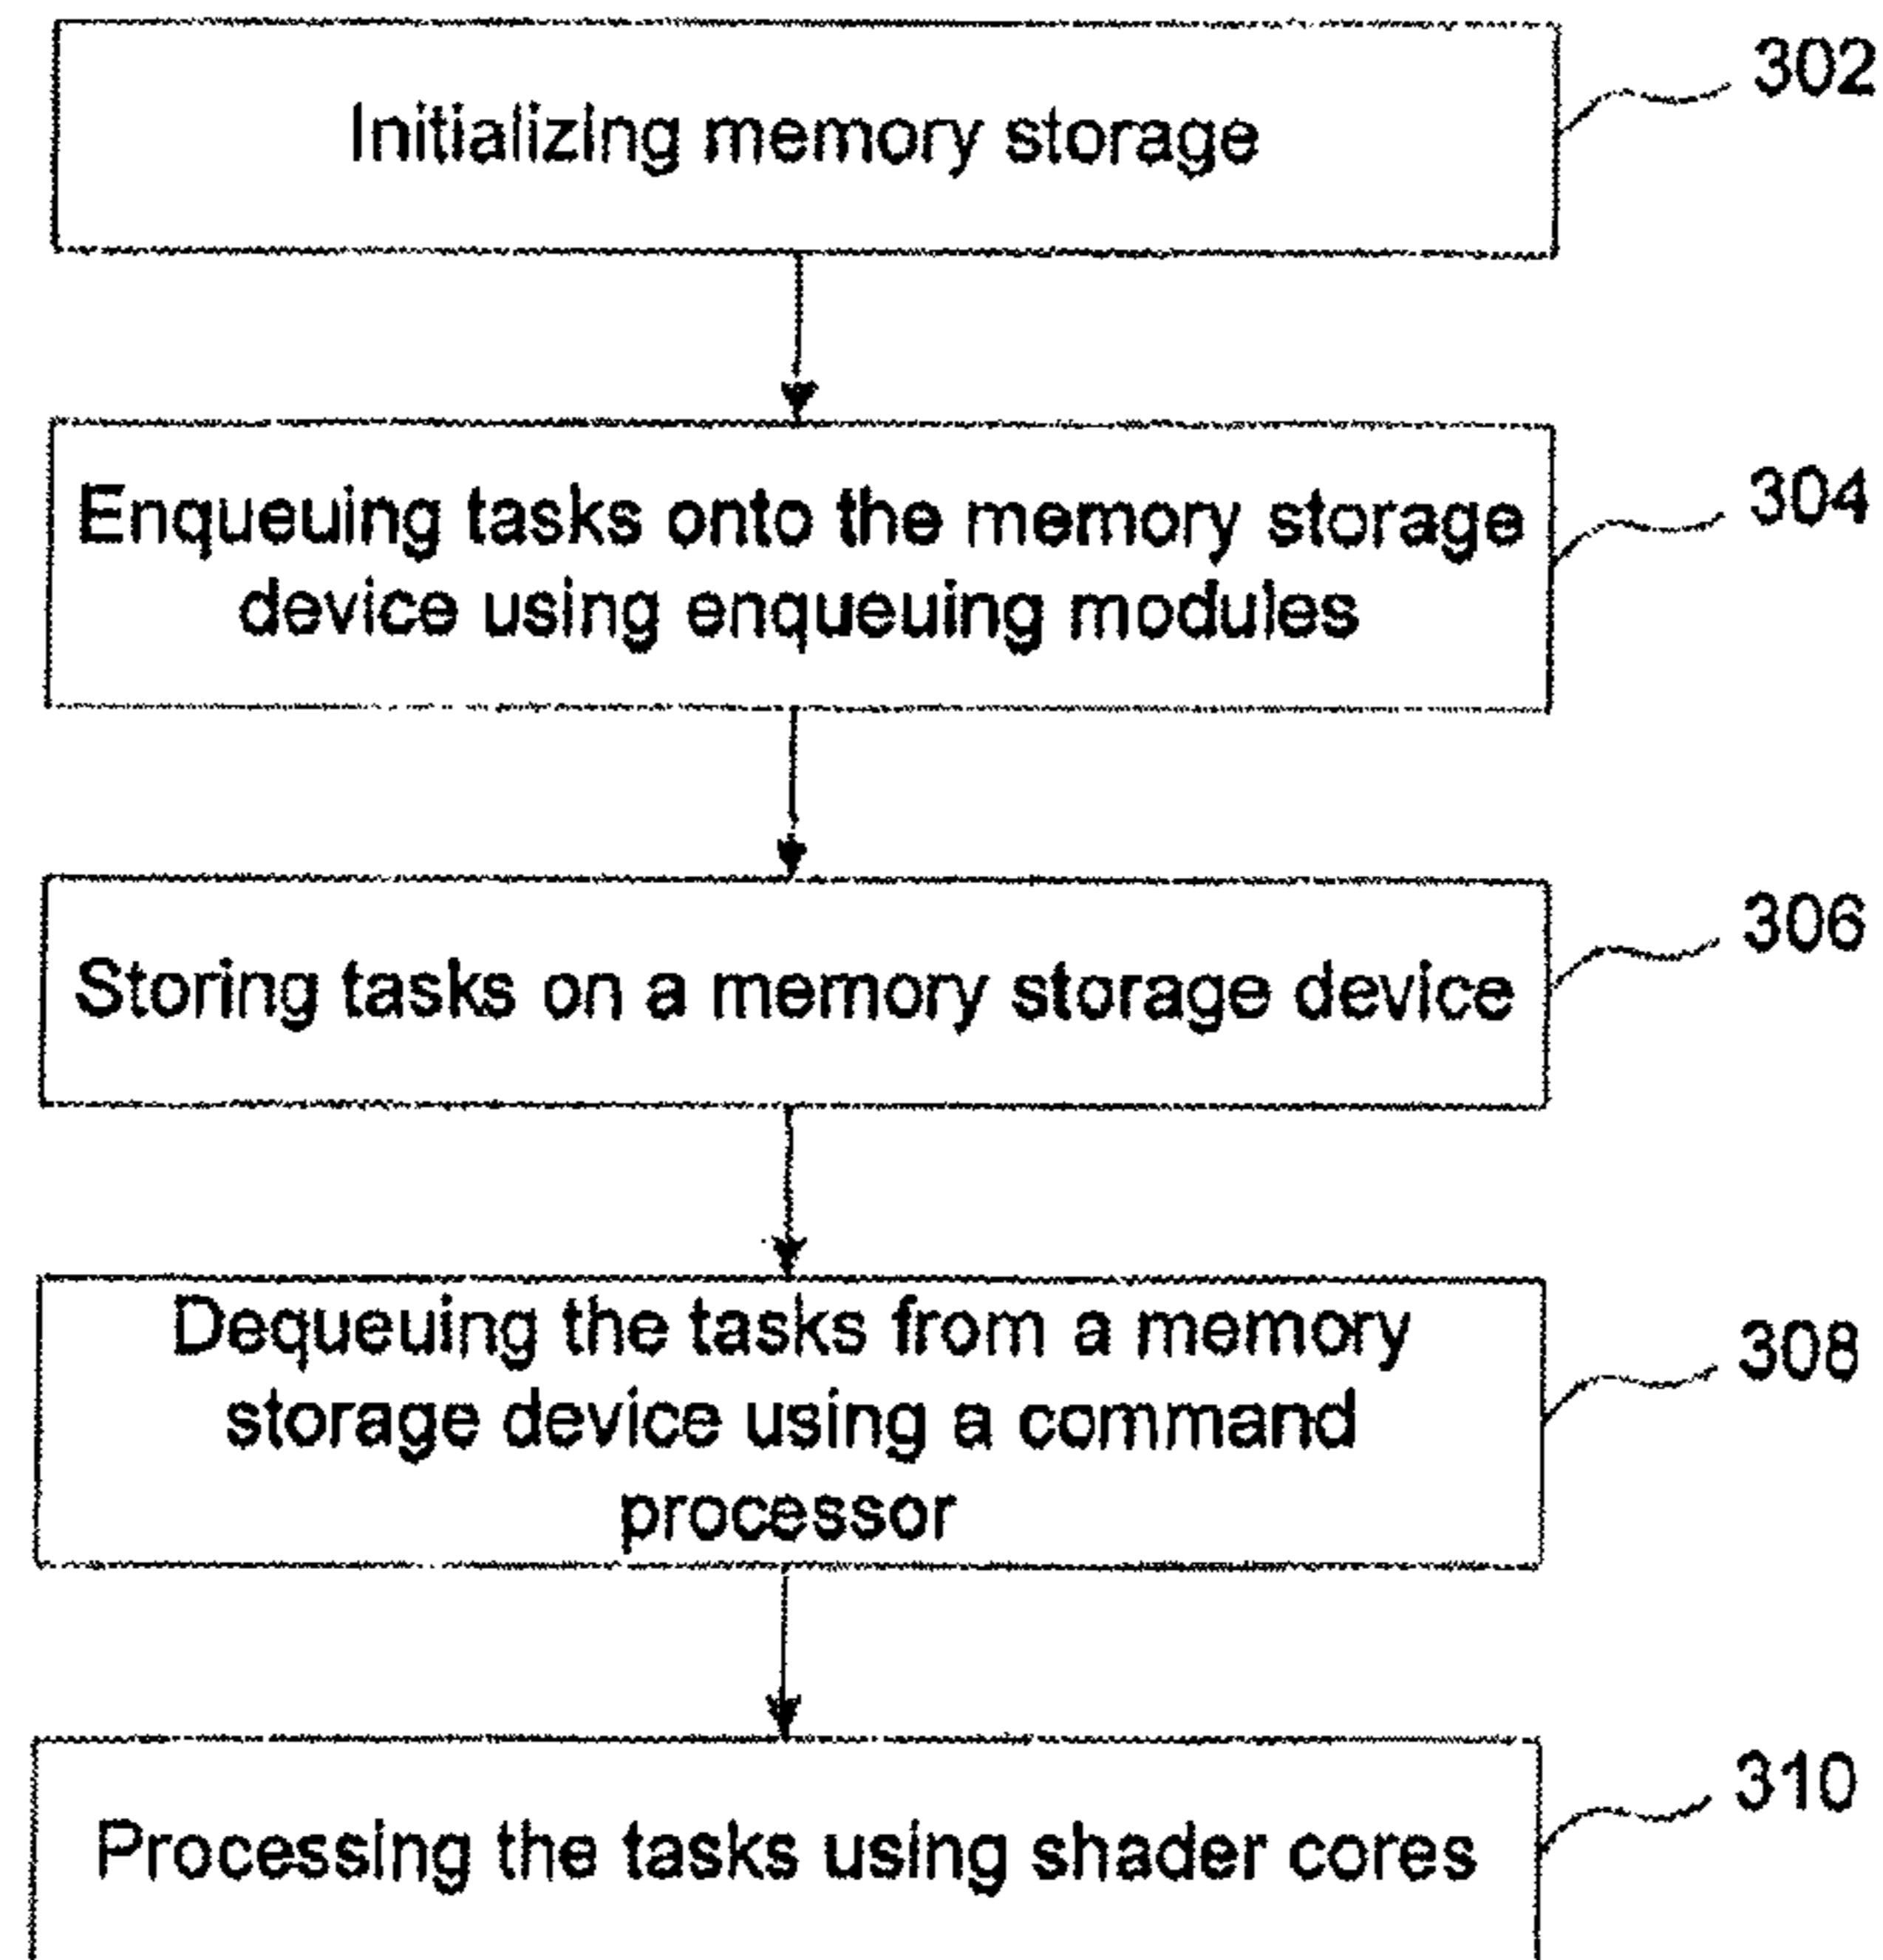 Initializing memory storage
302
Enqueuing tasks onto the memory storage
device using enqueuing modules
304
Storing tasks on a memory storage device
306
Dequeuing the tasks from a memory
storage device using a command
processor
308
Processing the tasks using shader cores
310